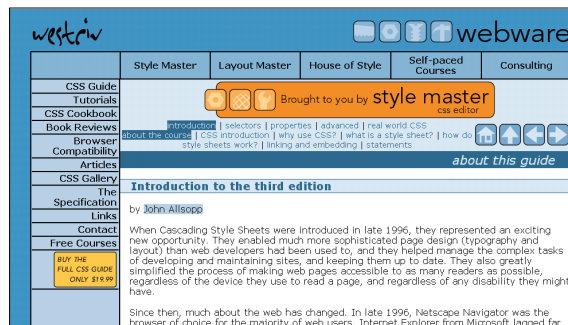 westciv
webware
Style Master
Layout Master
House of Style
Self-paced
Courses
Consulting
CSS Guide
Tutorials
CSS Cookbook
Book Reviews
Browser
Compatibility
Articles
CSS Gallery
The
Specification
Links
Contact
Free Courses
BUY THE
FULL CSS GUIDE
ONLY $19.99
Brought to you by style master
css editor
introduction | selectors | properties | advanced | real world CSS
about the course | CSS introduction | why use CSS? | what is a style sheet? | how do
style sheets work? | linking and embedding | statements
about this guide
Introduction to the third edition
by John Allsopp
When Cascading Style Sheets were introduced in late 1996, they represented an exciting
new opportunity. They enabled much more sophisticated page design (typography and
layout) than web developers had been used to, and they helped manage the complex tasks
of developing and maintaining sites, and keeping them up to date. They also greatly
simplified the process of making web pages accessible to as many readers as possible,
regardless of the device they use to read a page, and regardless of any disability they might
have.
Since then, much about the web has changed. In late 1996, Netscape Navigator was the
browser of choice for the majority of web users. Internet Explorer from Microsoft lagged far